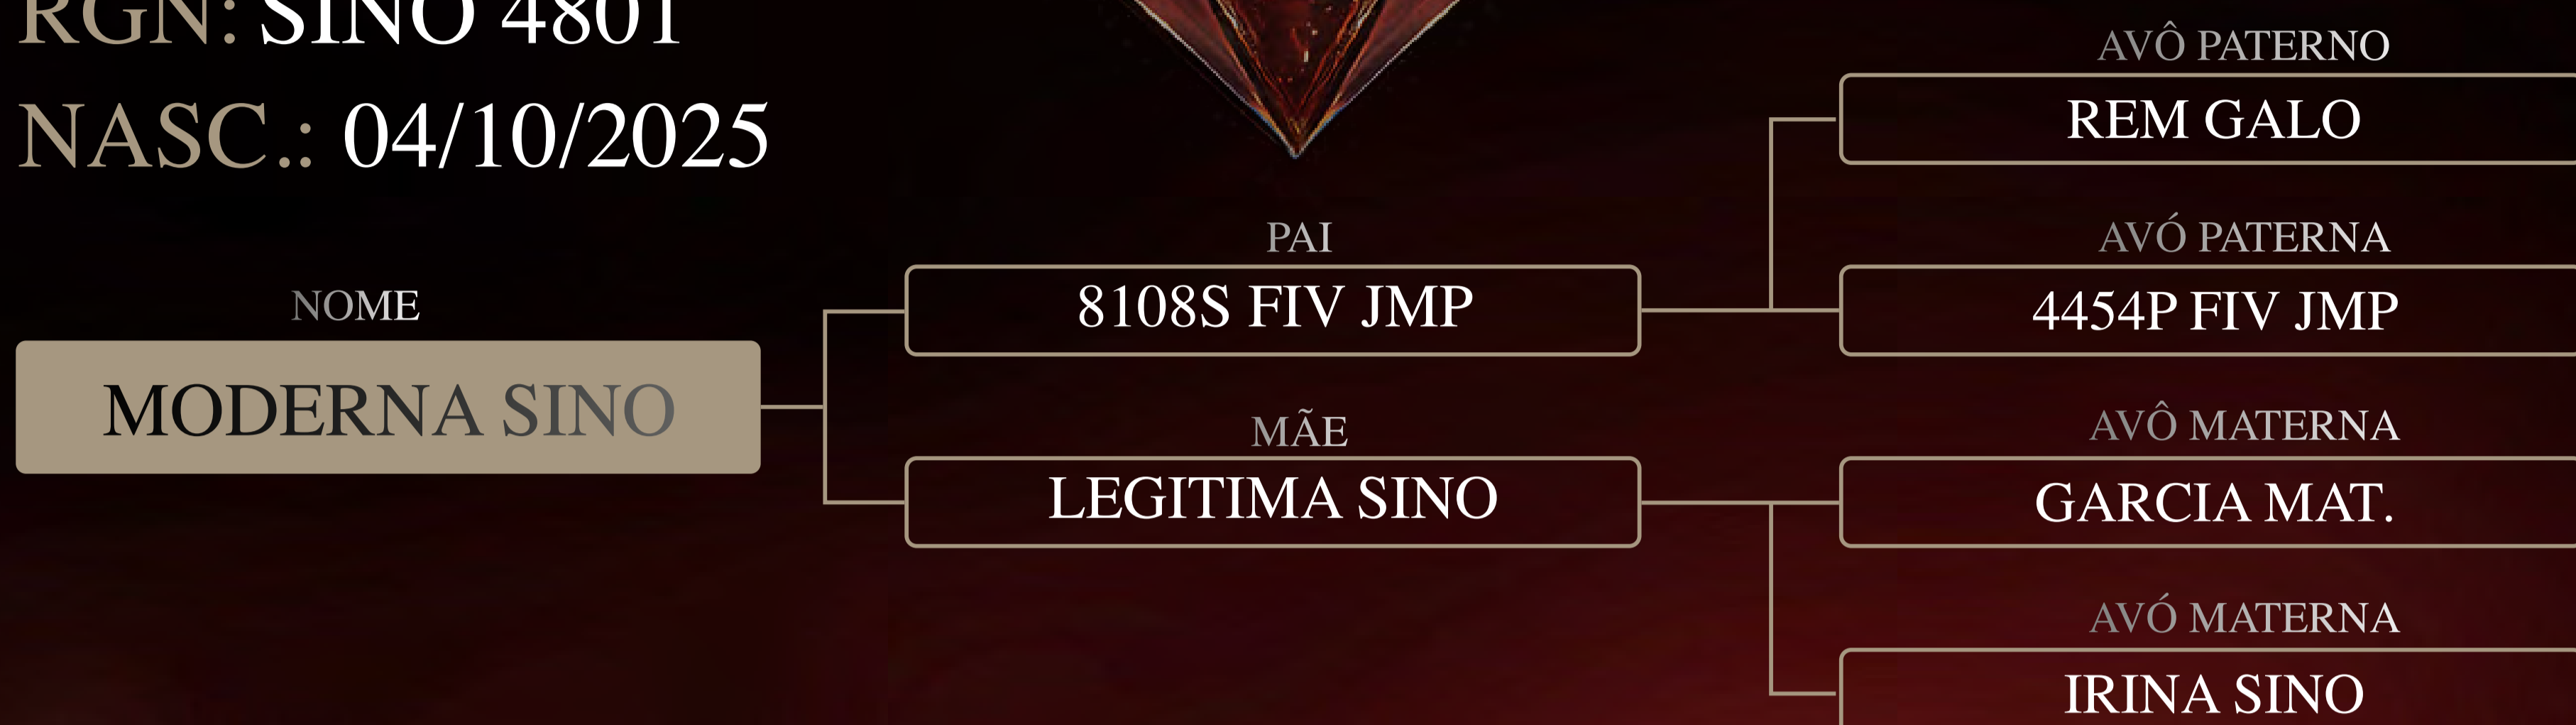 RGN: SINO 4801
NASC.: 04/10/2025
NOME
MODERNA SINO
PAI
8108S FIV JMP
MÃE
LEGITIMA SINO
AVÔ PATERNO
REM GALO
AVÓ PATERNA
4454P FIV JMP
AVÔ MATERNA
GARCIA MAT.
AVÓ MATERNA
IRINA SINO